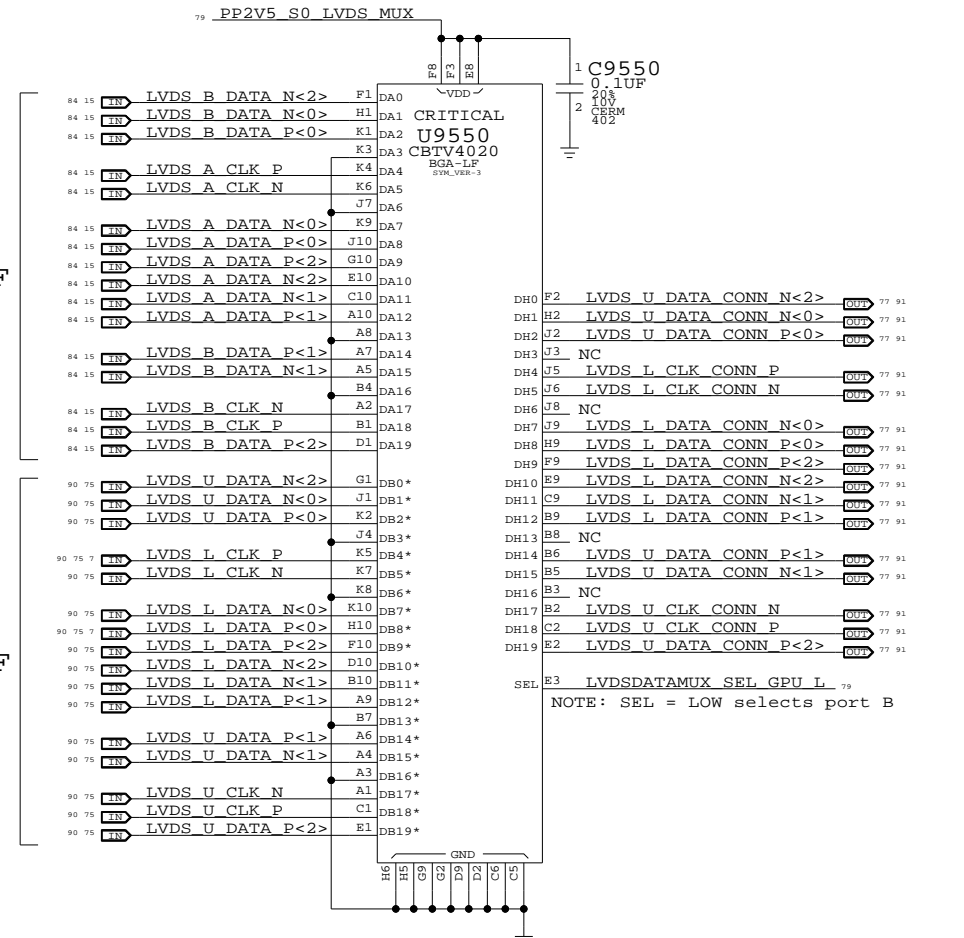 79 PP2V5_S0_LVDS_MUX
F8 F3 E8
VDD
1 C9550
0.1UF
20%
10V
2 CERM
402
84 15 IN LVDS_B_DATA_N<2> F1 DA0
84 15 IN LVDS_B_DATA_N<0> H1 DA1 CRITICAL
84 15 IN LVDS_B_DATA_P<0> K1 DA2 U9550
K3 DA3 CBTV4020
BGA-LF
SYM_VER-3
84 15 IN LVDS_A_CLK_P K4 DA4
84 15 IN LVDS_A_CLK_N K6 DA5
J7 DA6
84 15 IN LVDS_A_DATA_N<0> K9 DA7
84 15 IN LVDS_A_DATA_P<0> J10 DA8
84 15 IN LVDS_A_DATA_P<2> G10 DA9
84 15 IN LVDS_A_DATA_N<2> E10 DA10
84 15 IN LVDS_A_DATA_N<1> C10 DA11
84 15 IN LVDS_A_DATA_P<1> A10 DA12
A8 DA13
84 15 IN LVDS_B_DATA_P<1> A7 DA14
84 15 IN LVDS_B_DATA_N<1> A5 DA15
B4 DA16
84 15 IN LVDS_B_CLK_N A2 DA17
84 15 IN LVDS_B_CLK_P B1 DA18
84 15 IN LVDS_B_DATA_P<2> D1 DA19
90 75 IN LVDS_U_DATA_N<2> G1 DB0*
90 75 IN LVDS_U_DATA_N<0> J1 DB1*
90 75 IN LVDS_U_DATA_P<0> K2 DB2*
J4 DB3*
90 75 7 IN LVDS_L_CLK_P K5 DB4*
90 75 IN LVDS_L_CLK_N K7 DB5*
K8 DB6*
90 75 IN LVDS_L_DATA_N<0> K10 DB7*
90 75 7 IN LVDS_L_DATA_P<0> H10 DB8*
90 75 IN LVDS_L_DATA_P<2> F10 DB9*
90 75 IN LVDS_L_DATA_N<2> D10 DB10*
90 75 IN LVDS_L_DATA_N<1> B10 DB11*
90 75 IN LVDS_L_DATA_P<1> A9 DB12*
B7 DB13*
90 75 IN LVDS_U_DATA_P<1> A6 DB14*
90 75 IN LVDS_U_DATA_N<1> A4 DB15*
A3 DB16*
90 75 IN LVDS_U_CLK_N A1 DB17*
90 75 IN LVDS_U_CLK_P C1 DB18*
90 75 IN LVDS_U_DATA_P<2> E1 DB19*
DH0 F2 LVDS_U_DATA_CONN_N<2> OUT 77 91
DH1 H2 LVDS_U_DATA_CONN_N<0> OUT 77 91
DH2 J2 LVDS_U_DATA_CONN_P<0> OUT 77 91
DH3 J3 NC
DH4 J5 LVDS_L_CLK_CONN_P OUT 77 91
DH5 J6 LVDS_L_CLK_CONN_N OUT 77 91
DH6 J8 NC
DH7 J9 LVDS_L_DATA_CONN_N<0> OUT 77 91
DH8 H9 LVDS_L_DATA_CONN_P<0> OUT 77 91
DH9 F9 LVDS_L_DATA_CONN_P<2> OUT 77 91
DH10 E9 LVDS_L_DATA_CONN_N<2> OUT 77 91
DH11 C9 LVDS_L_DATA_CONN_N<1> OUT 77 91
DH12 B9 LVDS_L_DATA_CONN_P<1> OUT 77 91
DH13 B8 NC
DH14 B6 LVDS_U_DATA_CONN_P<1> OUT 77 91
DH15 B5 LVDS_U_DATA_CONN_N<1> OUT 77 91
DH16 B3 NC
DH17 B2 LVDS_U_CLK_CONN_N OUT 77 91
DH18 C2 LVDS_U_CLK_CONN_P OUT 77 91
DH19 E2 LVDS_U_DATA_CONN_P<2> OUT 77 91
SEL E3 LVDSDATAMUX_SEL_GPU_L 79
NOTE: SEL = LOW selects port B
GND
H6 H5 G9 G2 D9 D2 C6 C5